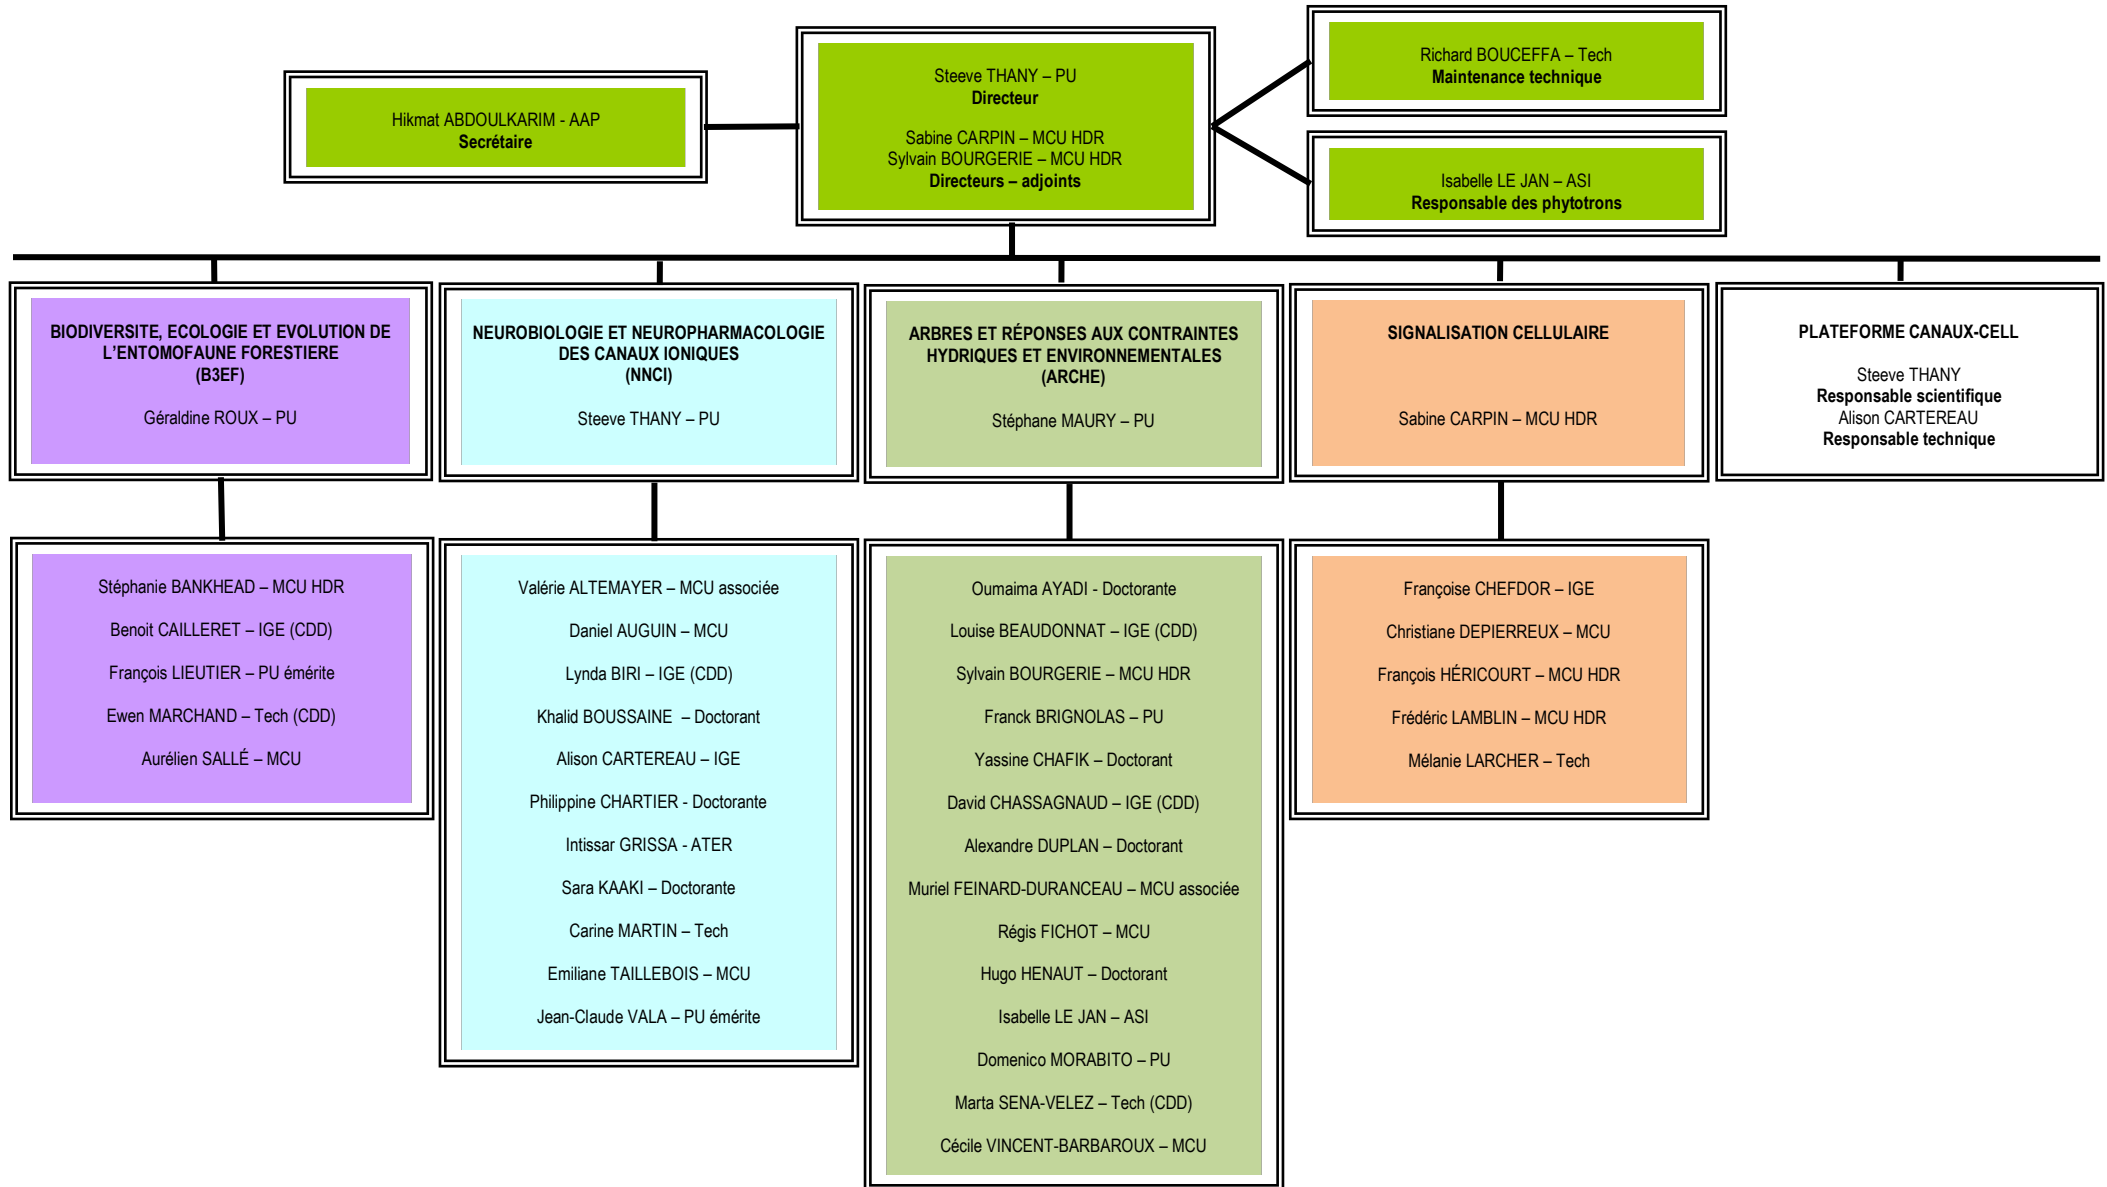 Hikmat ABDOULKARIM - AAP
Secrétaire
Steeve THANY – PU
Directeur
Sabine CARPIN – MCU HDR
Sylvain BOURGERIE – MCU HDR
Directeurs – adjoints
Richard BOUCEFFA – Tech
Maintenance technique
Isabelle LE JAN – ASI
Responsable des phytotrons
BIODIVERSITE, ECOLOGIE ET EVOLUTION DE
L’ENTOMOFAUNE FORESTIERE
(B3EF)
Géraldine ROUX – PU
NEUROBIOLOGIE ET NEUROPHARMACOLOGIE
DES CANAUX IONIQUES
(NNCI)
Steeve THANY – PU
ARBRES ET RÉPONSES AUX CONTRAINTES
HYDRIQUES ET ENVIRONNEMENTALES
(ARCHE)
Stéphane MAURY – PU
SIGNALISATION CELLULAIRE
Sabine CARPIN – MCU HDR
PLATEFORME CANAUX-CELL
Steeve THANY
Responsable scientifique
Alison CARTEREAU
Responsable technique
Stéphanie BANKHEAD – MCU HDR
Benoit CAILLERET – IGE (CDD)
François LIEUTIER – PU émérite
Ewen MARCHAND – Tech (CDD)
Aurélien SALLÉ – MCU
Valérie ALTEMAYER – MCU associée
Daniel AUGUIN – MCU
Lynda BIRI – IGE (CDD)
Khalid BOUSSAINE – Doctorant
Alison CARTEREAU – IGE
Philippine CHARTIER - Doctorante
Intissar GRISSA - ATER
Sara KAAKI – Doctorante
Carine MARTIN – Tech
Emiliane TAILLEBOIS – MCU
Jean-Claude VALA – PU émérite
Oumaima AYADI - Doctorante
Louise BEAUDONNAT – IGE (CDD)
Sylvain BOURGERIE – MCU HDR
Franck BRIGNOLAS – PU
Yassine CHAFIK – Doctorant
David CHASSAGNAUD – IGE (CDD)
Alexandre DUPLAN – Doctorant
Muriel FEINARD-DURANCEAU – MCU associée
Régis FICHOT – MCU
Hugo HENAUT – Doctorant
Isabelle LE JAN – ASI
Domenico MORABITO – PU
Marta SENA-VELEZ – Tech (CDD)
Cécile VINCENT-BARBAROUX – MCU
Françoise CHEFDOR – IGE
Christiane DEPIERREUX – MCU
François HÉRICOURT – MCU HDR
Frédéric LAMBLIN – MCU HDR
Mélanie LARCHER – Tech